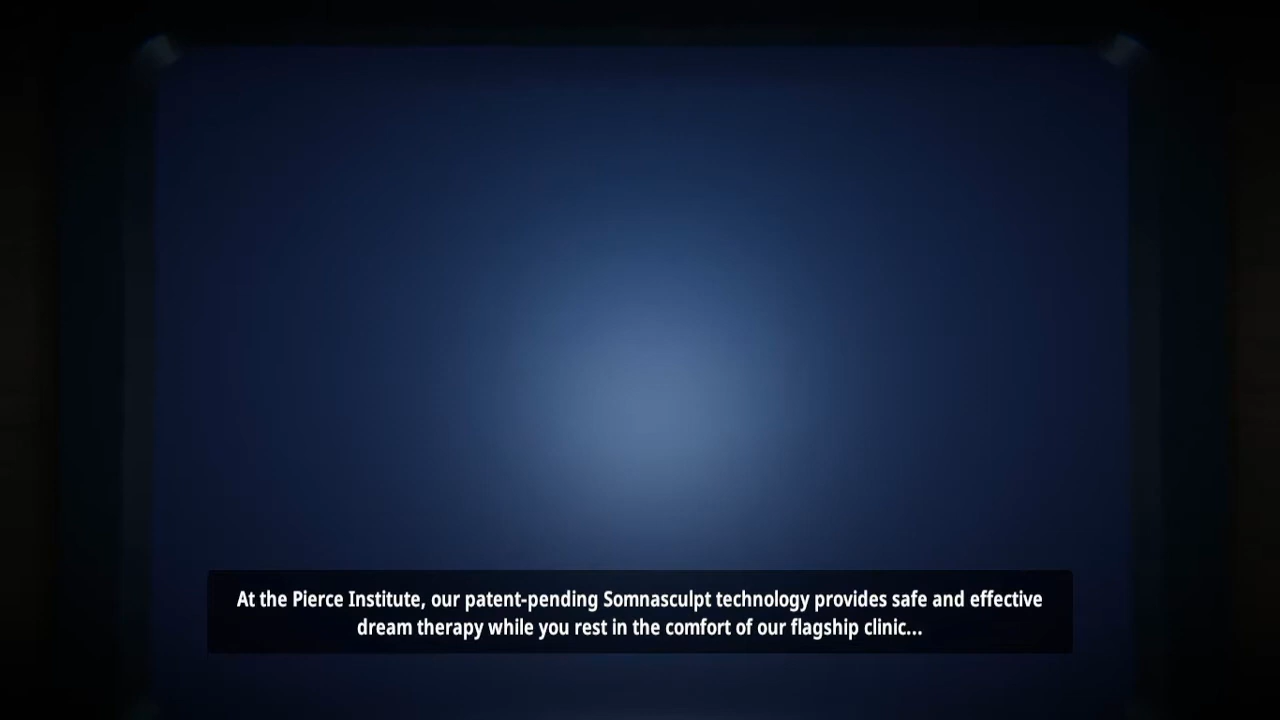 At the Pierce Institute, our patent-pending Somnasculpt technology provides safe and effective
dream therapy while you rest in the comfort of our flagship clinic...